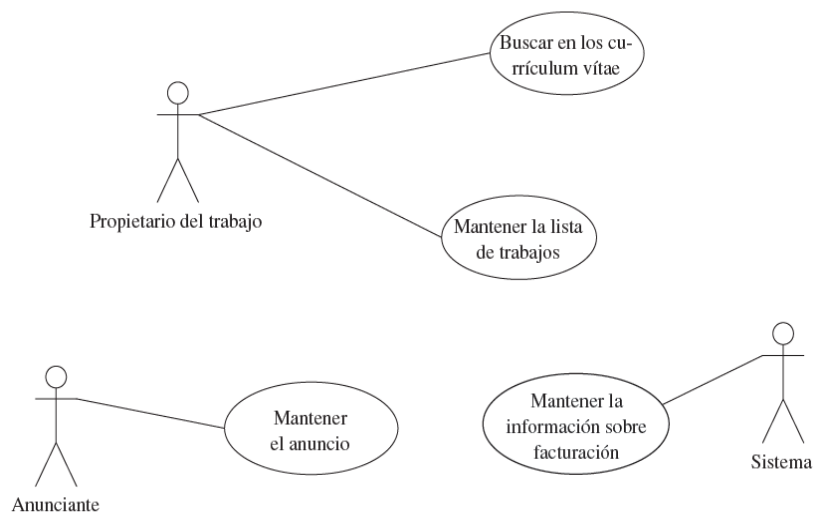 Buscar en los cu-
rrículum vítae
Propietario del trabajo
Mantener la lista
de trabajos
Mantener
el anuncio
Anunciante
Mantener la
información sobre
facturación
Sistema